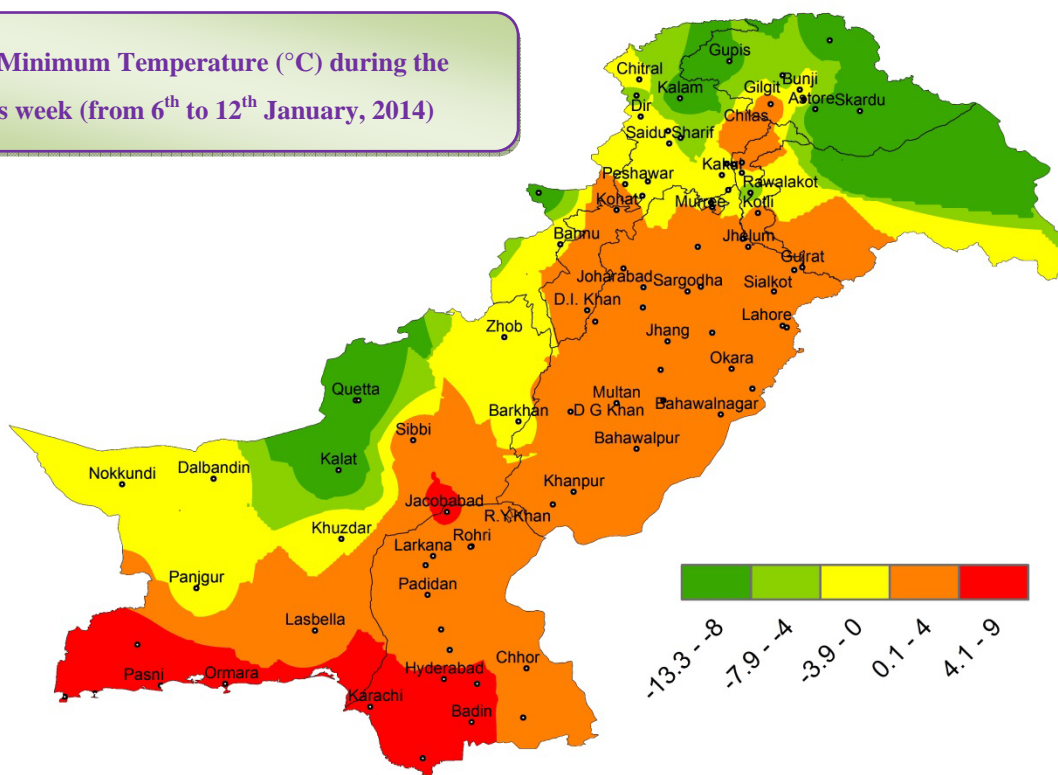 Minimum Temperature (°C) during the
s week (from 6th to 12th January, 2014)
Gupis
Chitral
Kalam
Gilgit
Bunji
Dir
Astore
Skardu
Chilas
Saidu Sharif
Kakul
Peshawar
Rawalakot
Kohat
Murree
Kotli
Bannu
Jhelum
Gujrat
Joharabad
Sargodha
Sialkot
D.I. Khan
Lahore
Zhob
Jhang
Okara
Quetta
Multan
Barkhan
D G Khan
Bahawalnagar
Sibbi
Bahawalpur
Kalat
Nokkundi
Dalbandin
Khanpur
Jacobabad
R.Y.Khan
Khuzdar
Rohri
Larkana
Panjgur
Padidan
Lasbella
Chhor
Hyderabad
Pasni
Ormara
Karachi
Badin
-13.3 - -8
-7.9 - -4
-3.9 - 0
0.1 - 4
4.1 - 9